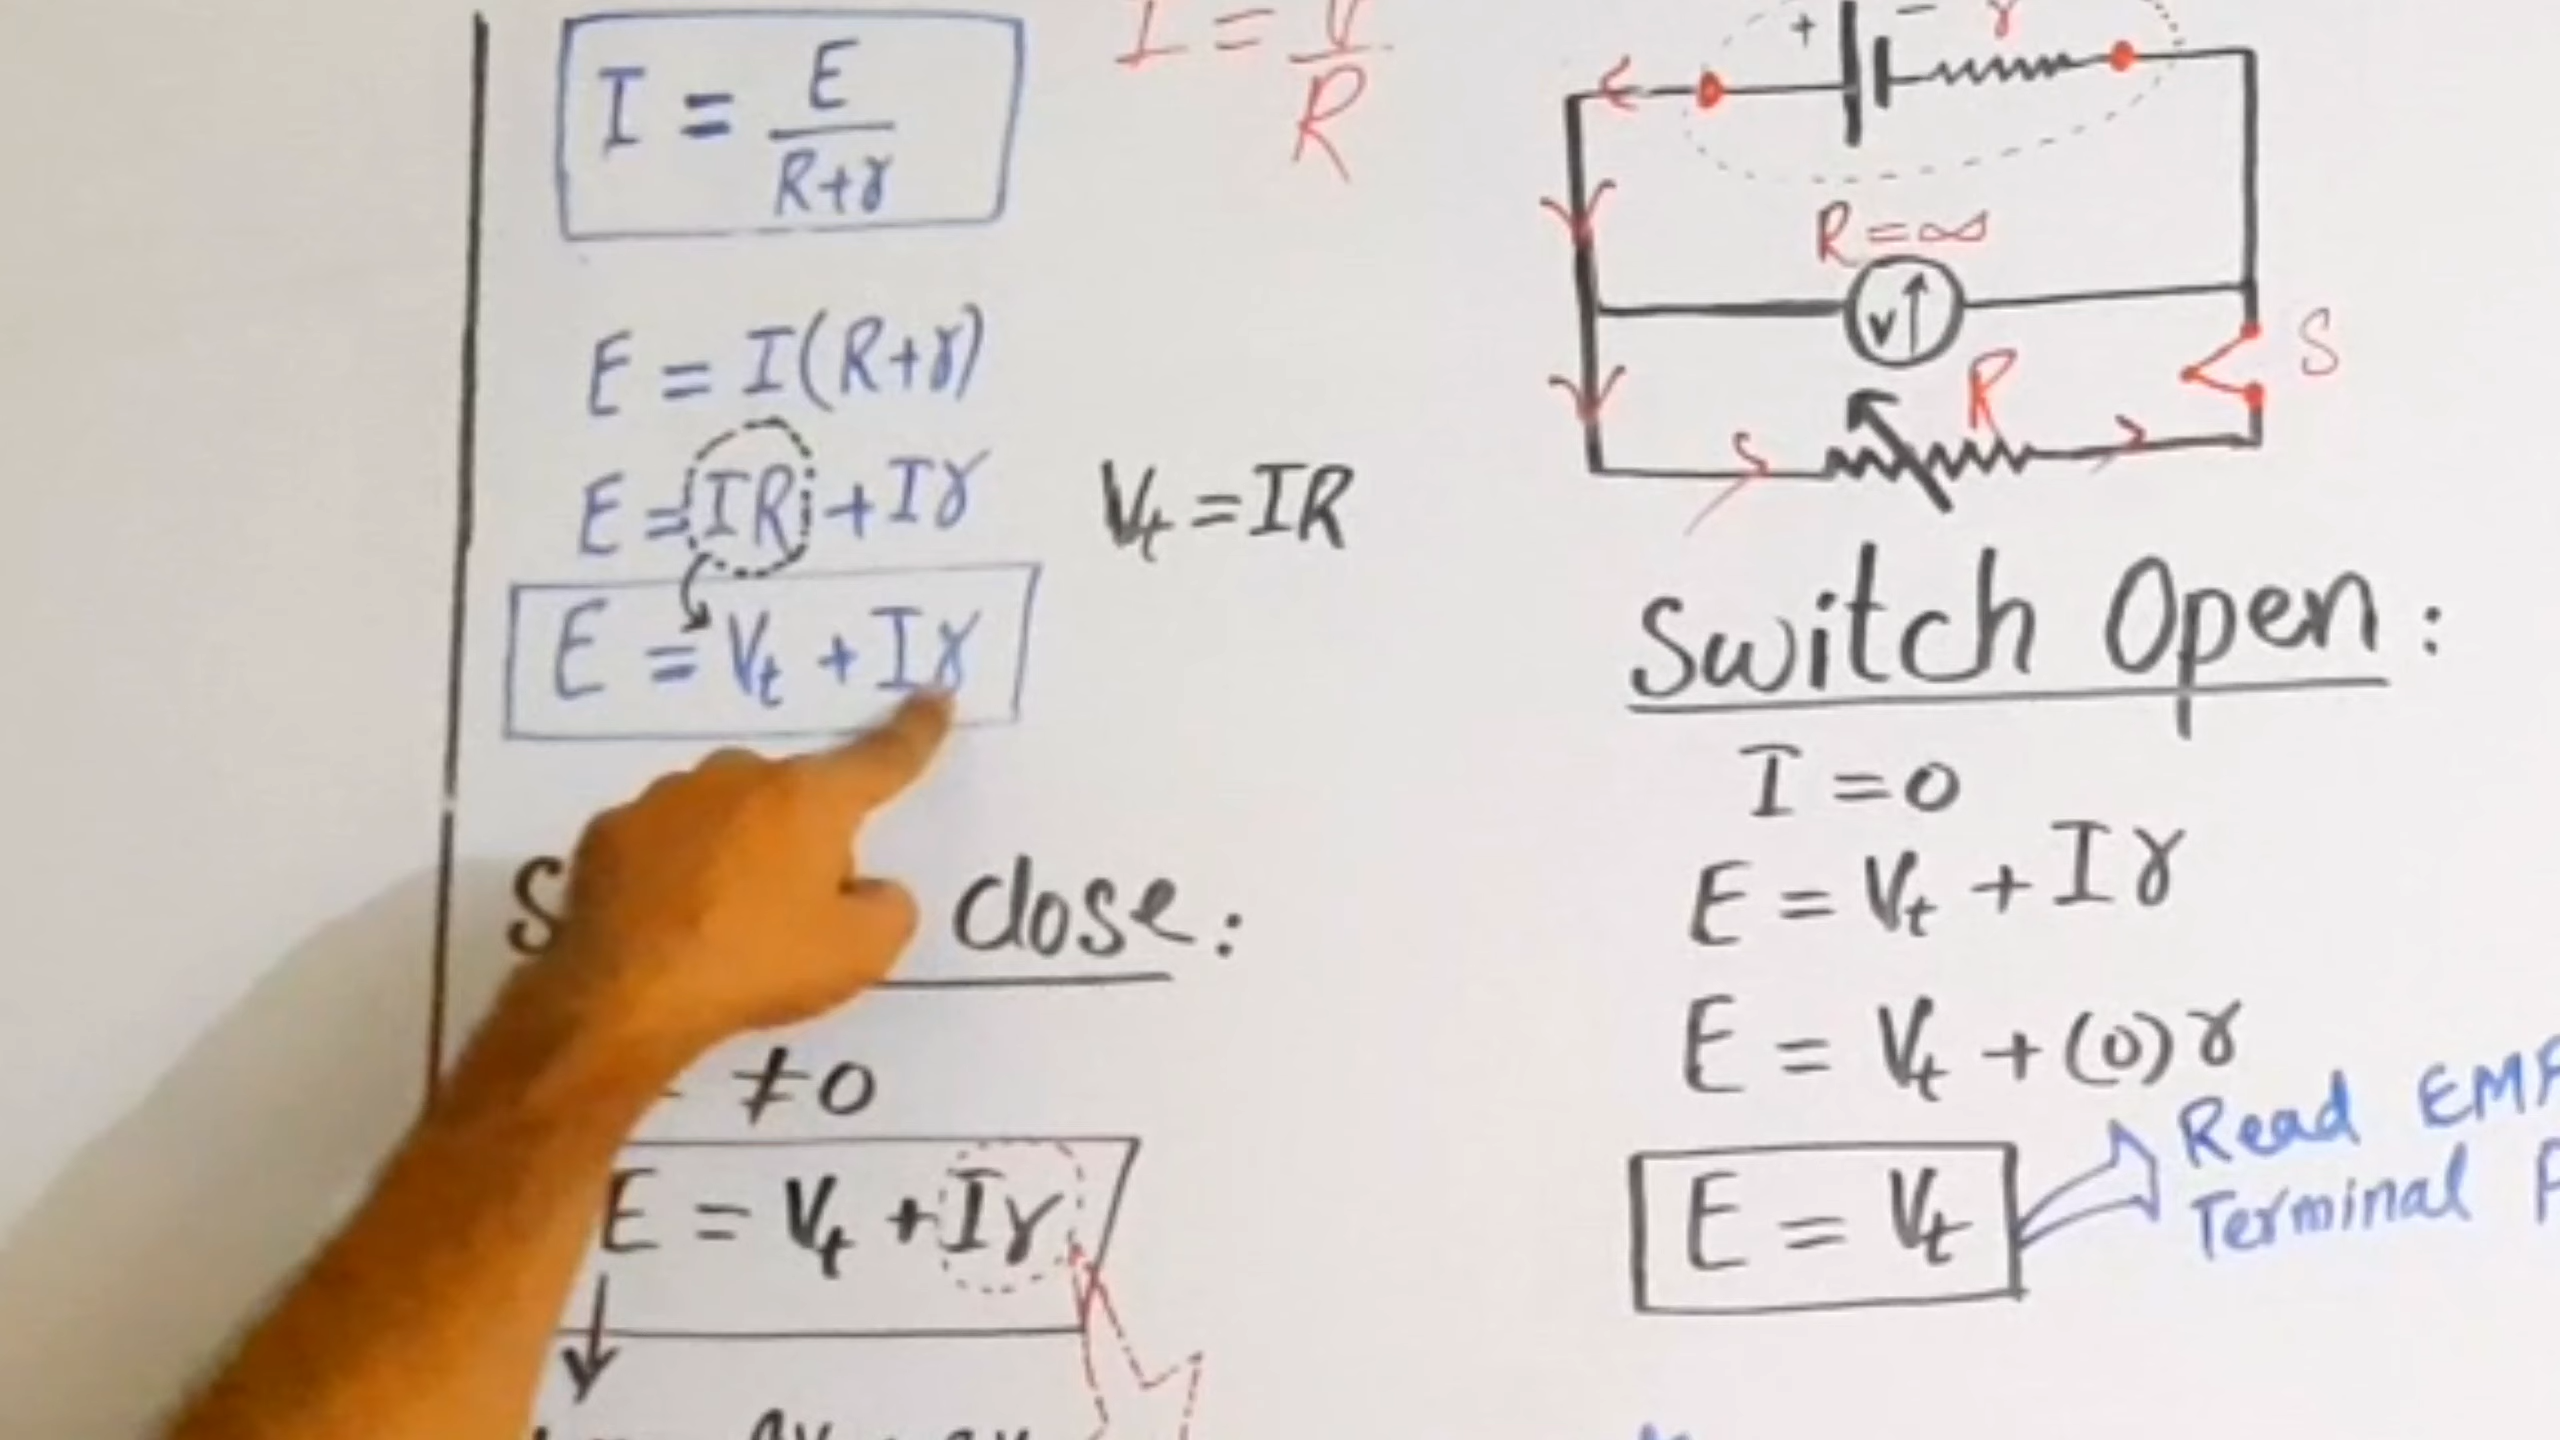 I = E/(R+r)
E = I(R+r)
E = IR + Ir
E = Vt + Ir
close:
≠0
E = Vt + Ir
I = V/R
Vt = IR
+ − r
R = ∞
V
S
R
Switch Open:
I = 0
E = Vt + Ir
E = Vt + (0)r
E = Vt
Read
Terminal